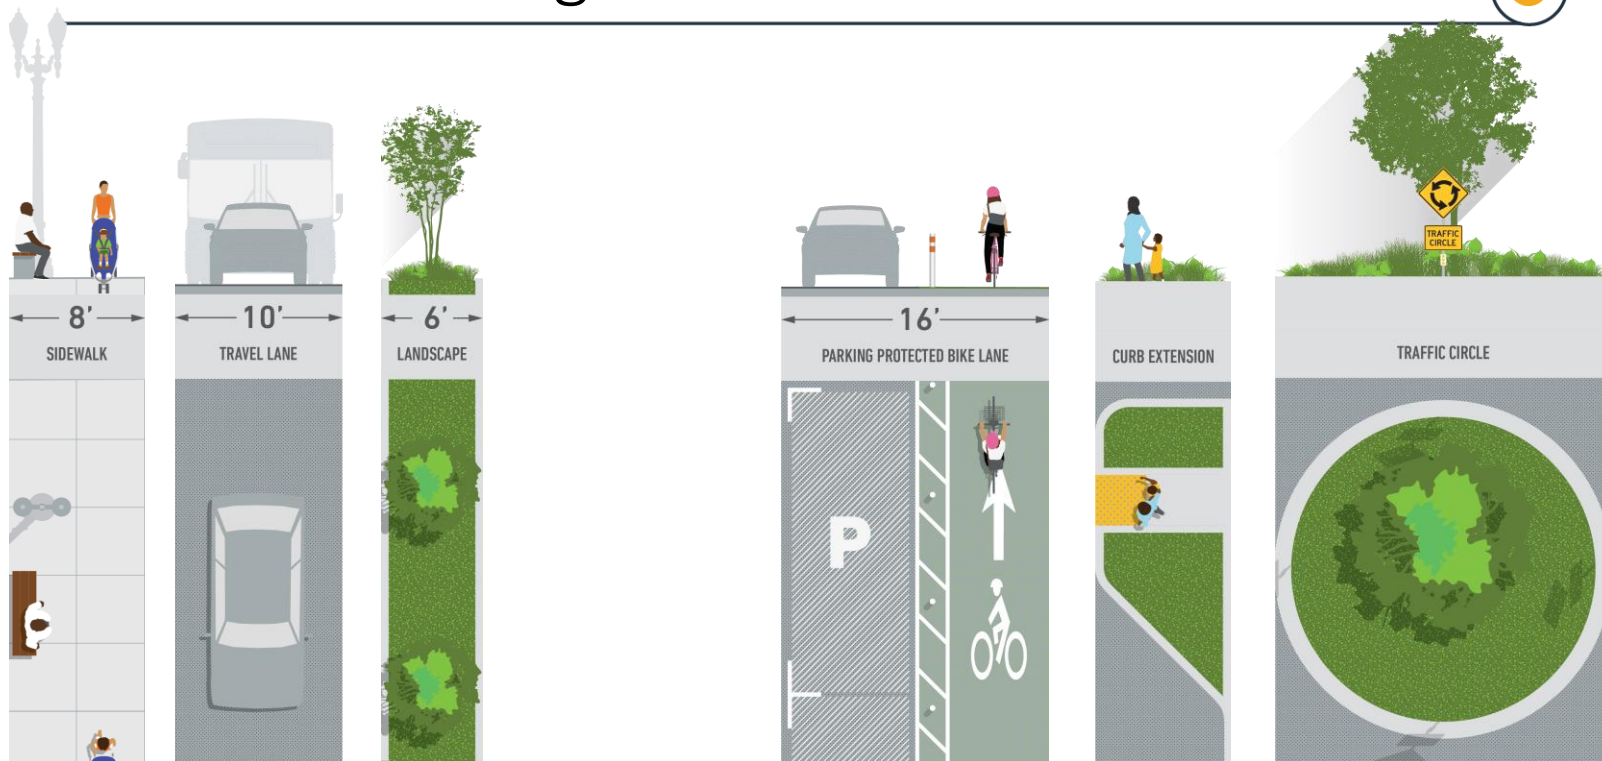 8’
SIDEWALK
10’
TRAVEL LANE
6’
LANDSCAPE
16’
PARKING PROTECTED BIKE LANE
P
CURB EXTENSION
TRAFFIC
CIRCLE
TRAFFIC CIRCLE